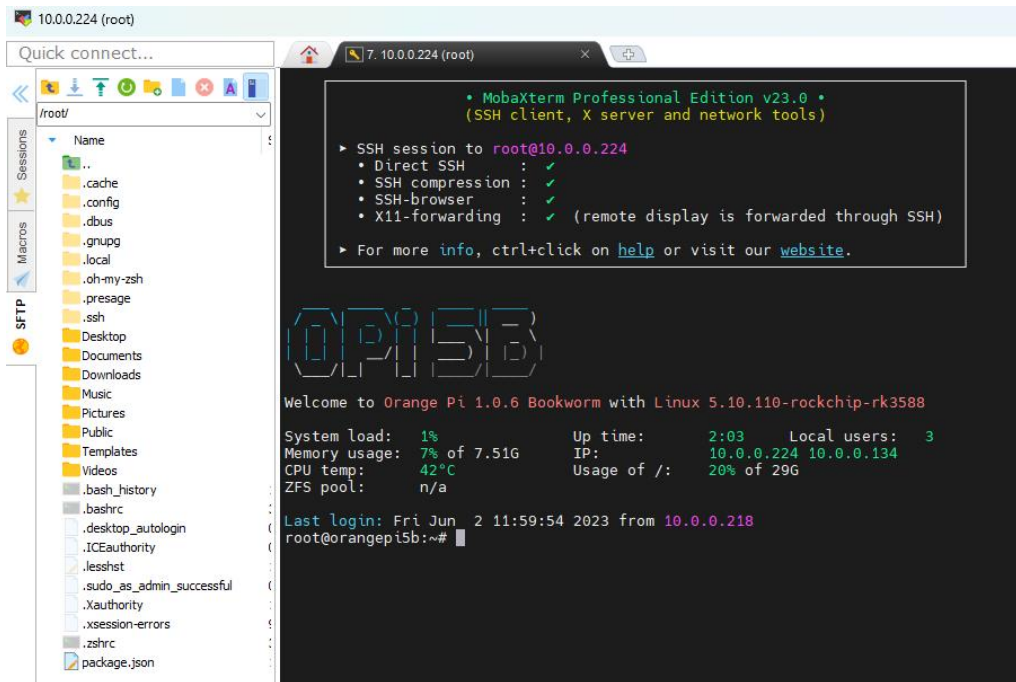 10.0.0.224 (root)
Quick connect...
7. 10.0.0.224 (root)
/root/
Name
..
.cache
.config
.dbus
.gnupg
.local
.oh-my-zsh
.presage
.ssh
Desktop
Documents
Downloads
Music
Pictures
Public
Templates
Videos
.bash_history
.bashrc
.desktop_autologin
.ICEauthority
.lesshst
.sudo_as_admin_successful
.Xauthority
.xsession-errors
.zshrc
package.json
Sessions
Macros
SFTP
• MobaXterm Professional Edition v23.0 •
(SSH client, X server and network tools)
► SSH session to root@10.0.0.224
• Direct SSH : ✔
• SSH compression : ✔
• SSH-browser : ✔
• X11-forwarding : ✔ (remote display is forwarded through SSH)
► For more info, ctrl+click on help or visit our website.
OPi 5B
Welcome to Orange Pi 1.0.6 Bookworm with Linux 5.10.110-rockchip-rk3588
System load: 1% Up time: 2:03 Local users: 3
Memory usage: 7% of 7.51G IP: 10.0.0.224 10.0.0.134
CPU temp: 42°C Usage of /: 20% of 29G
ZFS pool: n/a
Last login: Fri Jun 2 11:59:54 2023 from 10.0.0.218
root@orangepi5b:~#